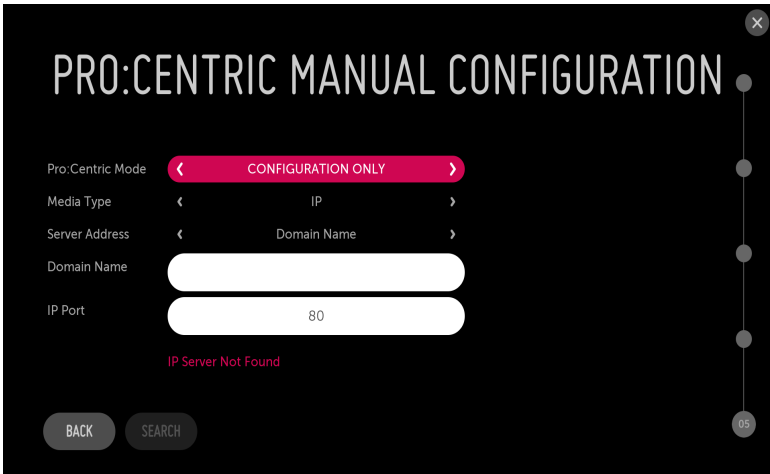 PRO:CENTRIC MANUAL CONFIGURATION
Pro:Centric Mode ‹ CONFIGURATION ONLY ›
Media Type ‹ IP ›
Server Address ‹ Domain Name ›
Domain Name
IP Port 80
IP Server Not Found
BACK SEARCH
05